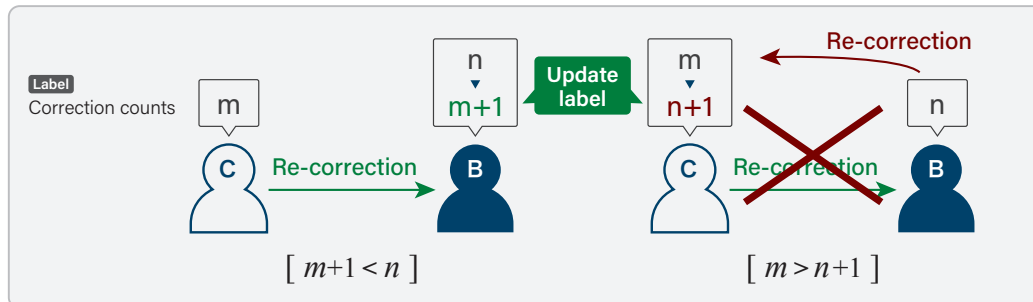 Re-correction
n
m+1
Update
label
m
n+1
Label
Correction counts
m
n
C
Re-correction
B
C
Re-correction
B
[ m+1 < n ]
[ m > n+1 ]